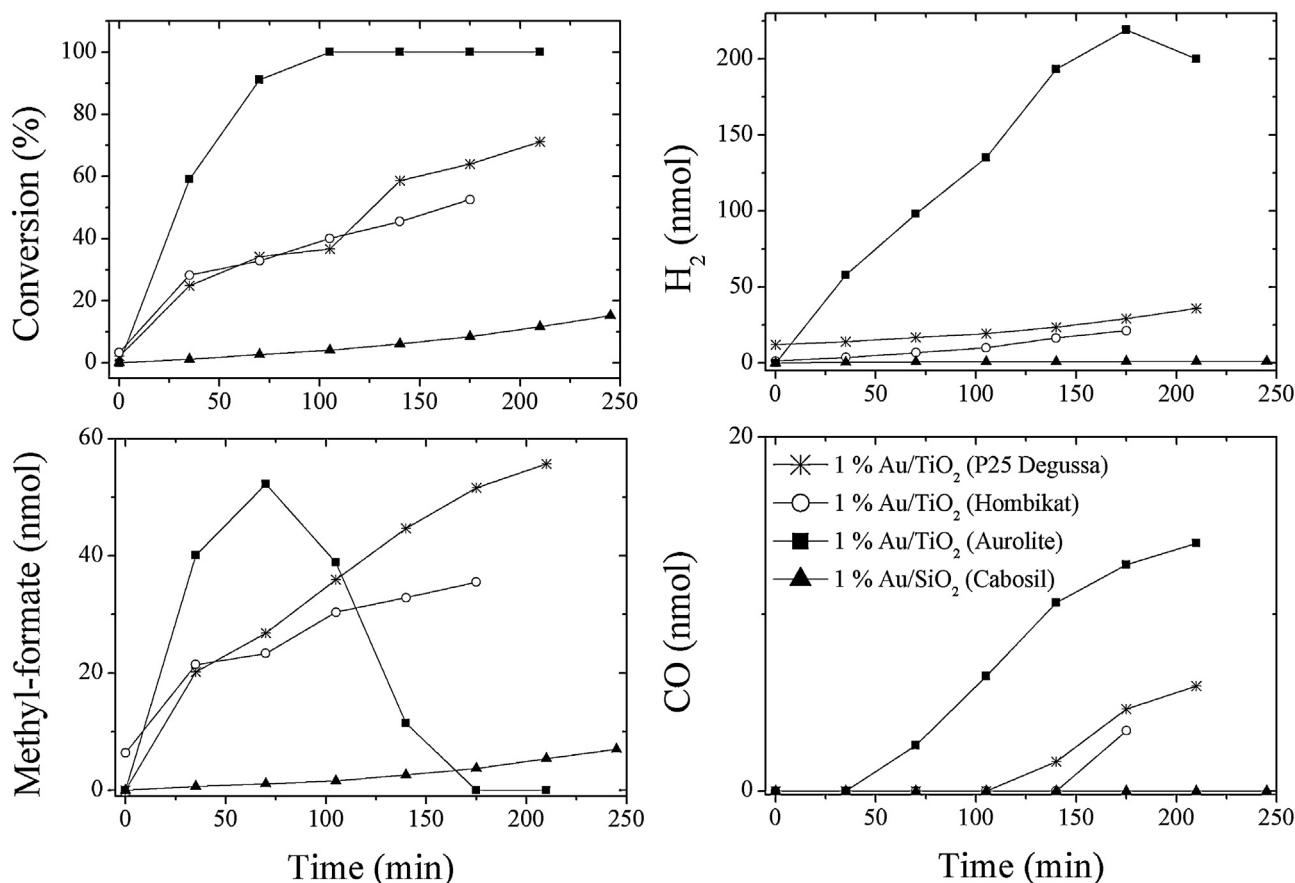 Conversion (%)
100
80
60
40
20
0
0 50 100 150 200 250
H₂ (nmol)
200
150
100
50
0
0 50 100 150 200 250
Methyl-formate (nmol)
60
40
20
0
0 50 100 150 200 250
Time (min)
CO (nmol)
20
0
1 % Au/TiO₂ (P25 Degussa)
1 % Au/TiO₂ (Hombikat)
1 % Au/TiO₂ (Aurolite)
1 % Au/SiO₂ (Cabosil)
0 50 100 150 200 250
Time (min)